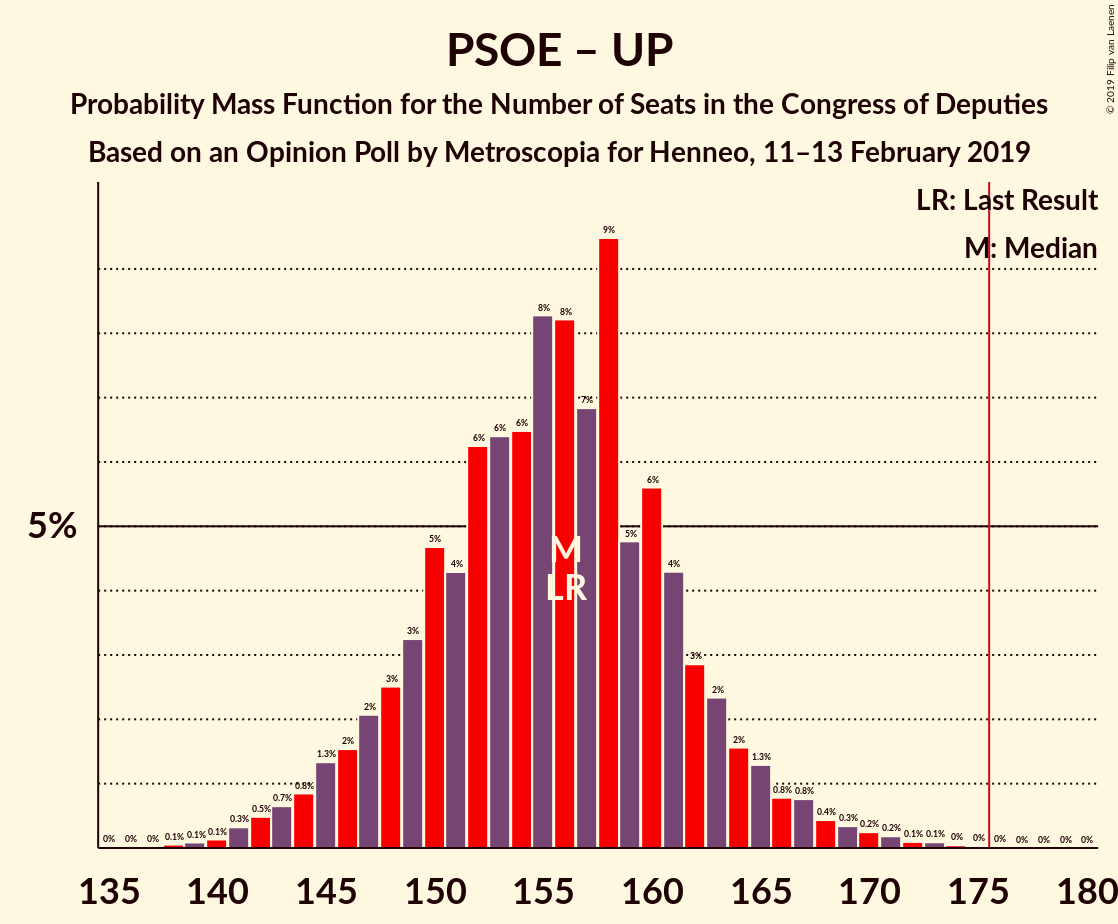 PSOE – UP
Probability Mass Function for the Number of Seats in the Congress of Deputies
Based on an Opinion Poll by Metroscopia for Henneo, 11–13 February 2019
© 2019 Filip van Laenen
LR: Last Result
M: Median
5%
0% 0% 0% 0.1% 0.1% 0.1% 0.3% 0.5% 0.7% 0.8% 1.3% 2% 2% 3% 3% 5% 4% 6% 6% 6% 8% 8% 7% 9% 5% 6% 4% 3% 2% 2% 1.3% 0.8% 0.8% 0.4% 0.3% 0.2% 0.2% 0.1% 0.1% 0% 0% 0% 0% 0% 0% 0%
M
LR
135 140 145 150 155 160 165 170 175 180